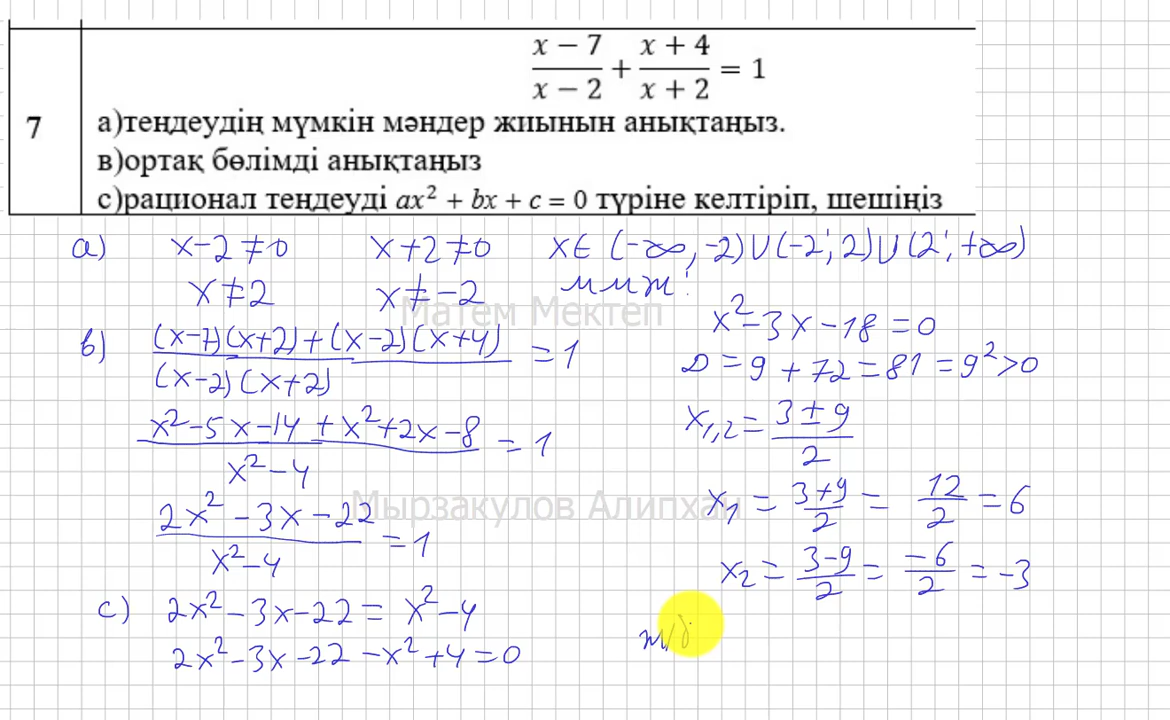 7
x − 7 / x − 2 + x + 4 / x + 2 = 1
а)теңдеудің мүмкін мәндер жиынын анықтаңыз.
в)ортақ бөлімді анықтаңыз
с)рационал теңдеуді ax² + bx + c = 0 түріне келтіріп, шешіңіз
а) x−2≠0 x+2≠0 x∈(−∞,−2)∪(−2;2)∪(2;+∞)
x≠2 x≠−2 ммж!
Матем Мектеп
в) (x−7)(x+2)+(x−2)(x+4) / (x−2)(x+2) = 1
x²−5x−14+x²+2x−8 / x²−4 = 1
2x²−3x−22 / x²−4 = 1
Мырзакулов Алипхан
с) 2x²−3x−22 = x²−4
2x²−3x−22−x²+4=0
x²−3x−18=0
D=9+72=81=9²>0
x₁,₂ = 3±9 / 2
x₁ = 3+9 / 2 = 12 / 2 = 6
x₂ = 3−9 / 2 = −6 / 2 = −3